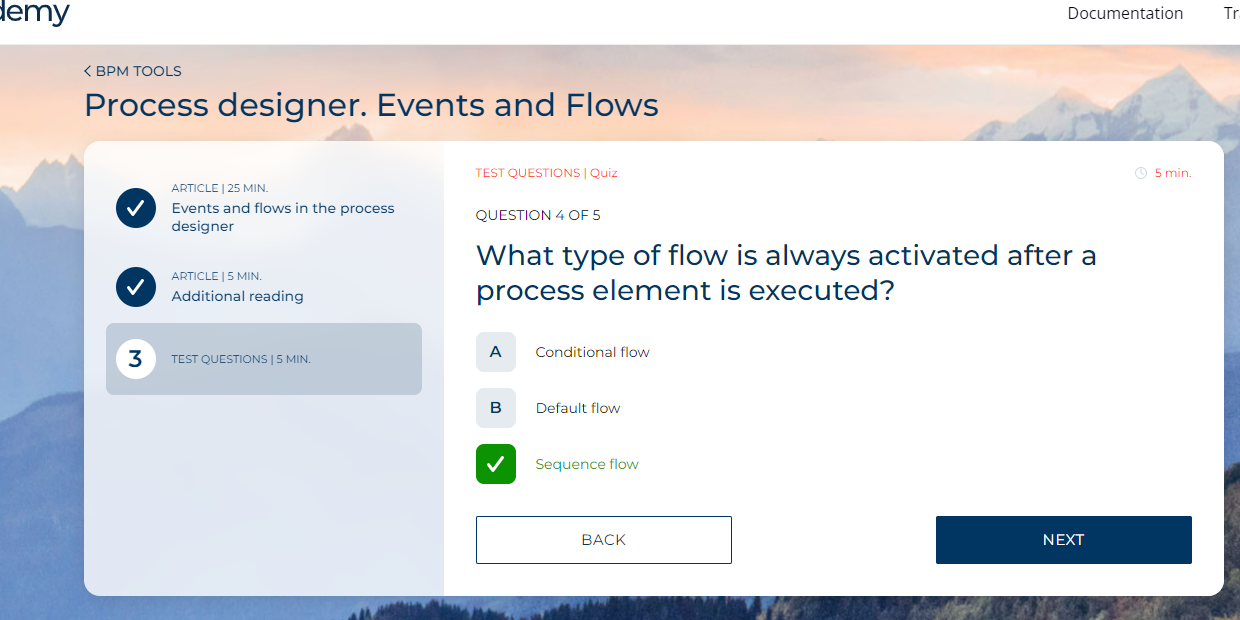 demy
Documentation
Tr
BPM TOOLS
Process designer. Events and Flows
ARTICLE | 25 MIN.
Events and flows in the process
designer
ARTICLE | 5 MIN.
Additional reading
3
TEST QUESTIONS | 5 MIN.
TEST QUESTIONS | Quiz
5 min.
QUESTION 4 OF 5
What type of flow is always activated after a
process element is executed?
A Conditional flow
B Default flow
Sequence flow
BACK
NEXT